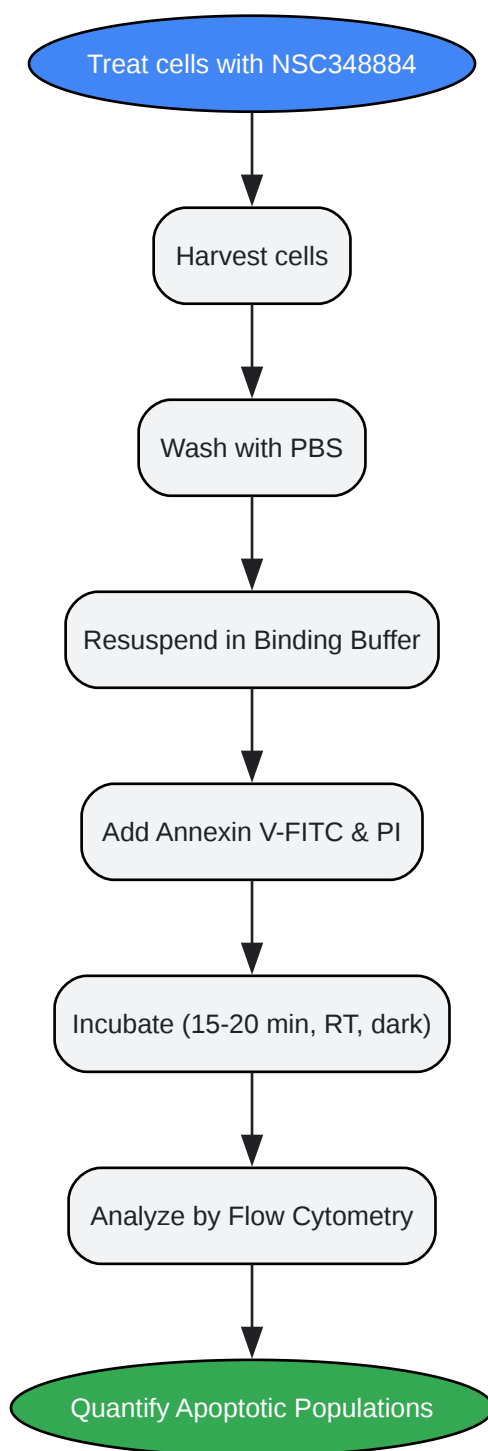 Treat cells with NSC348884
Harvest cells
Wash with PBS
Resuspend in Binding Buffer
Add Annexin V-FITC & PI
Incubate (15-20 min, RT, dark)
Analyze by Flow Cytometry
Quantify Apoptotic Populations